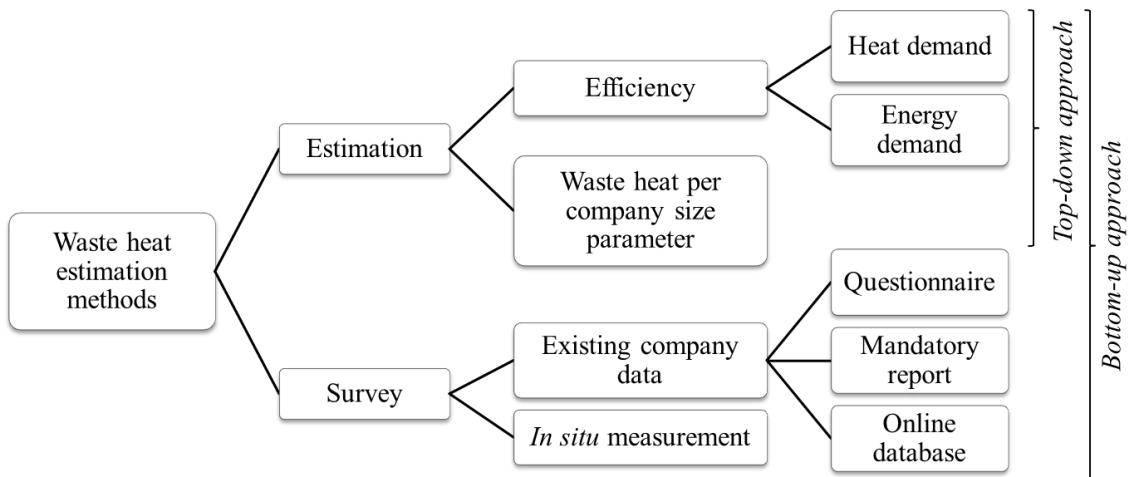 Waste heat
estimation
methods
Estimation
Survey
Efficiency
Waste heat per
company size
parameter
Existing company
data
In situ measurement
Heat demand
Energy
demand
Questionnaire
Mandatory
report
Online
database
Top-down approach
Bottom-up approach